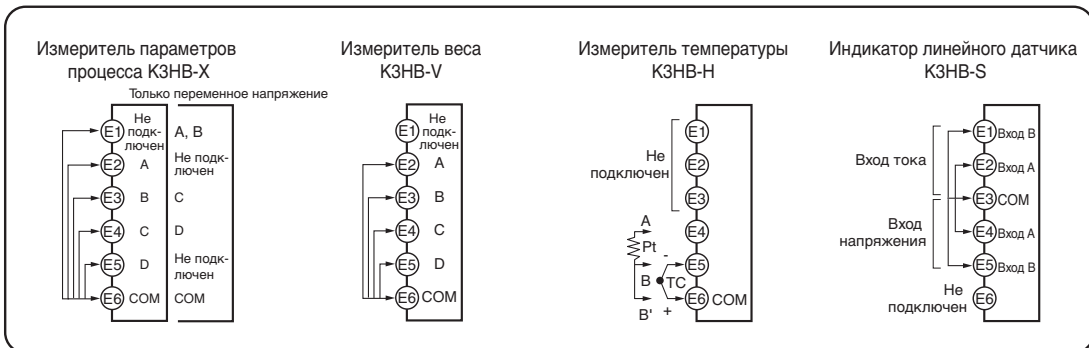 Измеритель параметров
процесса K3HB-X
Только переменное напряжение
E1
Не
подк-
лючен
A, B
E2
A
Не подк-
лючен
E3
B
C
E4
C
D
E5
D
Не подк-
лючен
E6
COM
COM
Измеритель веса
K3HB-V
E1
Не
подк-
лючен
E2
A
E3
B
E4
C
E5
D
E6
COM
Измеритель температуры
K3HB-H
Не
подключен
E1
E2
E3
E4
E5
E6
COM
A
Pt
B
B'
-
TC
+
Индикатор линейного датчика
K3HB-S
Вход тока
Вход
напряжения
Не
подключен
E1
Вход B
E2
Вход A
E3
COM
E4
Вход A
E5
Вход B
E6